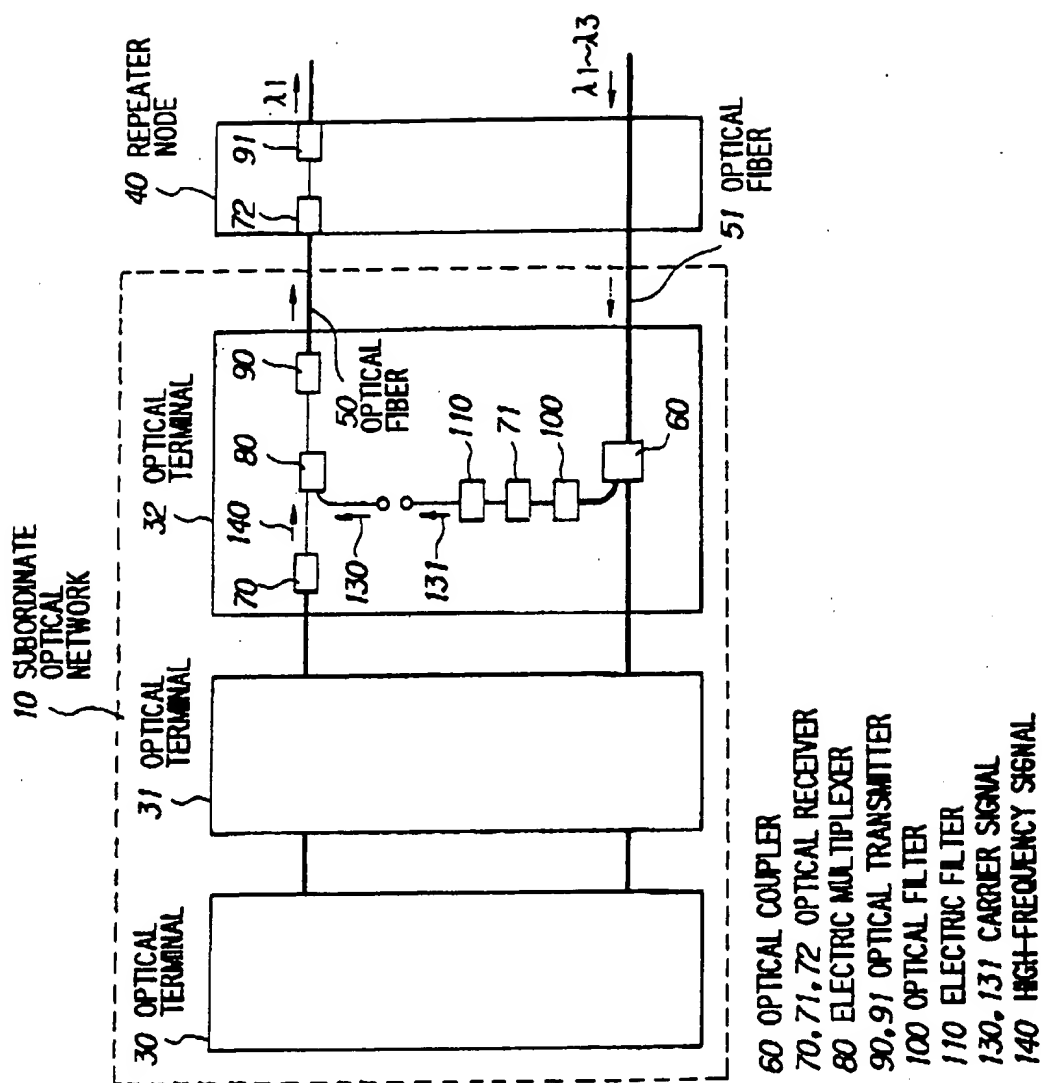 10 SUBORDINATE
OPTICAL
NETWORK
30 OPTICAL
TERMINAL
31 OPTICAL
TERMINAL
32 OPTICAL
TERMINAL
40 REPEATER
NODE
70
140
80
90
72
91
λ1
50 OPTICAL
FIBER
130
131
110
71
100
60
51 OPTICAL
FIBER
λ1~λ3
60 OPTICAL COUPLER
70,71,72 OPTICAL RECEIVER
80 ELECTRIC MULTIPLEXER
90,91 OPTICAL TRANSMITTER
100 OPTICAL FILTER
110 ELECTRIC FILTER
130,131 CARRIER SIGNAL
140 HIGH-FREQUENCY SIGNAL